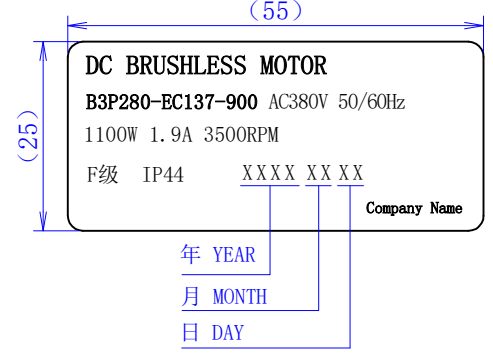 (55)
(25)
DC BRUSHLESS MOTOR
B3P280-EC137-900 AC380V 50/60Hz
1100W 1.9A 3500RPM
F级 IP44 XXXX XX XX
Company Name
年 YEAR
月 MONTH
日 DAY